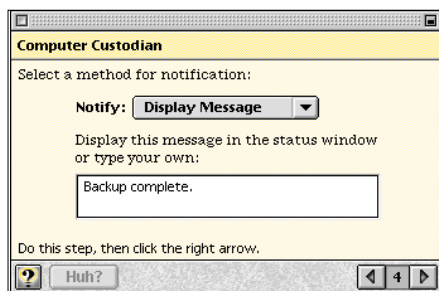 Computer Custodian
Select a method for notification:
Notify: Display Message
Display this message in the status window
or type your own:
Backup complete.
Do this step, then click the right arrow.
? Huh? 4